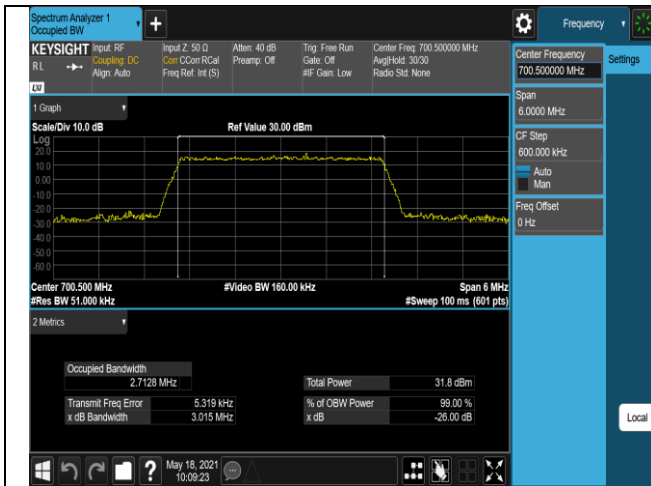 Spectrum Analyzer 1
Occupied BW
+
Frequency
KEYSIGHT
RL
LXI
Input: RF
Coupling: DC
Align: Auto
Input Z: 50 Ω
Corr CCorr RCal
Freq Ref: Int (S)
Atten: 40 dB
Preamp: Off
Trig: Free Run
Gate: Off
#IF Gain: Low
Center Freq: 700.500000 MHz
Avg|Hold: 30/30
Radio Std: None
Center Frequency
700.500000 MHz
Settings
Span
6.0000 MHz
CF Step
600.000 kHz
Auto
Man
Freq Offset
0 Hz
1 Graph
Scale/Div 10.0 dB
Ref Value 30.00 dBm
Log
20.0
10.0
0.00
-10.0
-20.0
-30.0
-40.0
-50.0
-60.0
Center 700.500 MHz
#Video BW 160.00 kHz
Span 6 MHz
#Res BW 51.000 kHz
#Sweep 100 ms (601 pts)
2 Metrics
Occupied Bandwidth
2.7128 MHz
Total Power 31.8 dBm
Transmit Freq Error 5.319 kHz
% of OBW Power 99.00 %
x dB Bandwidth 3.015 MHz
x dB -26.00 dB
Local
?
May 18, 2021
10:09:23